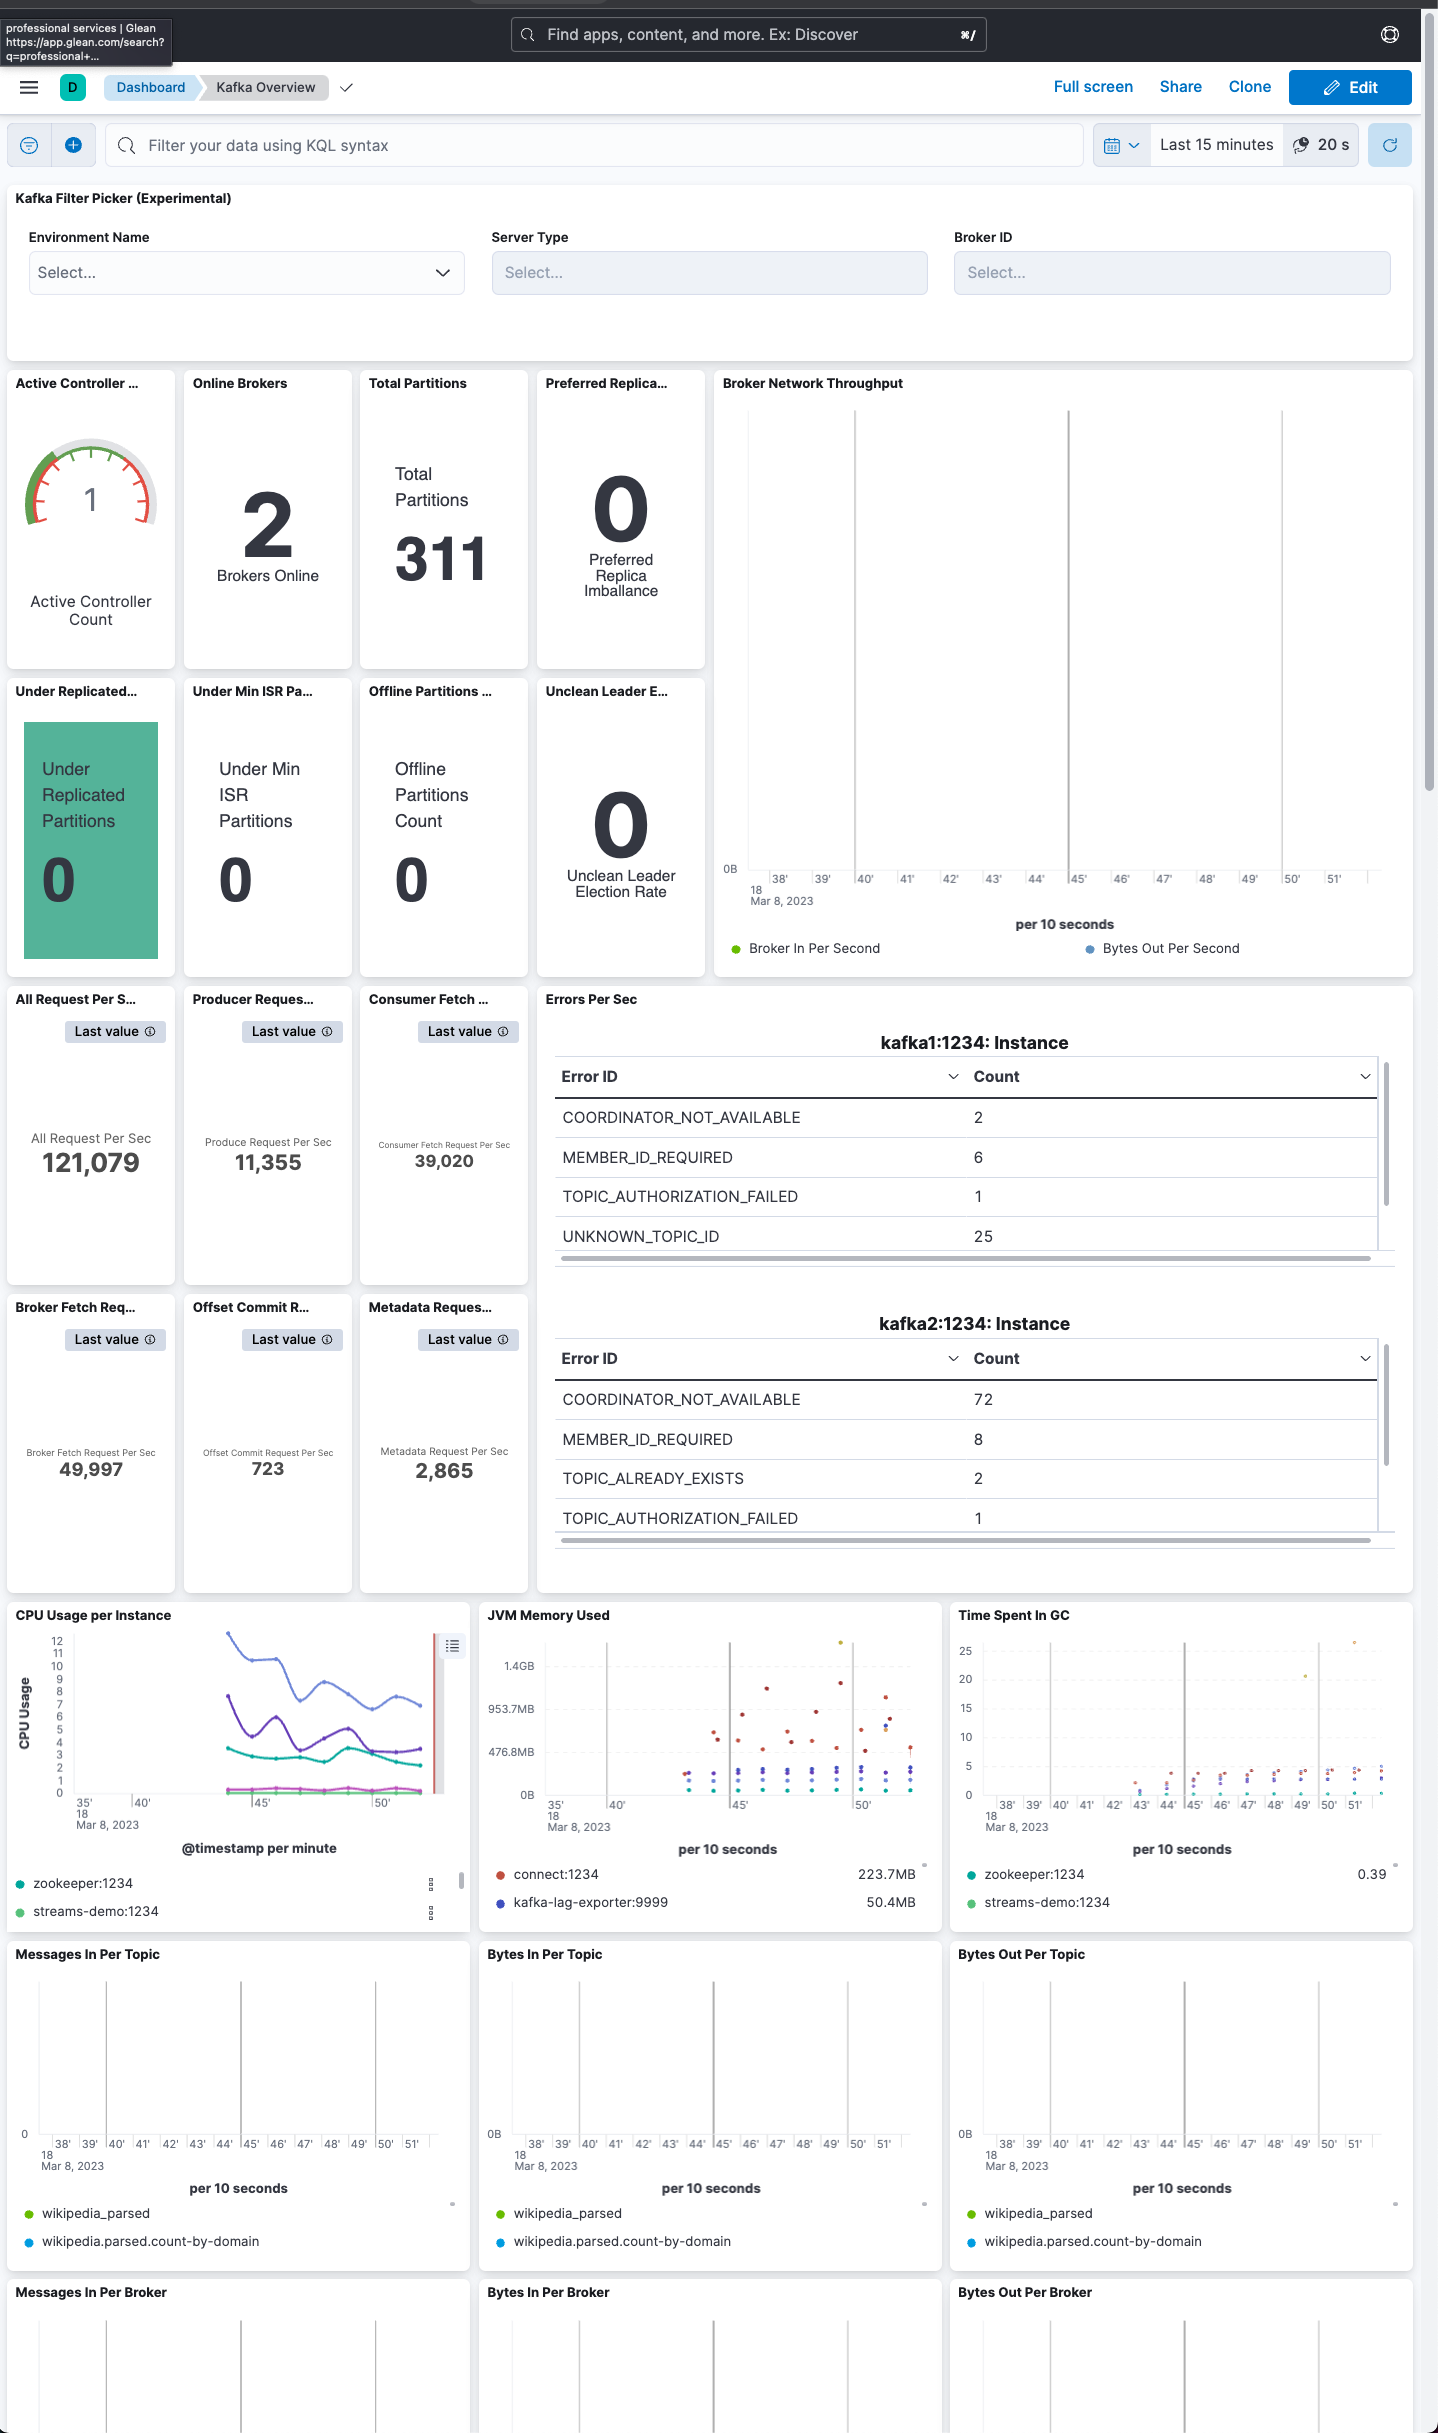 professional services | Glean
https://app.glean.com/search?
q=professional+...
Find apps, content, and more. Ex: Discover
⌘/
D
Dashboard
Kafka Overview
Full screen
Share
Clone
Edit
Filter your data using KQL syntax
Last 15 minutes
20 s
Kafka Filter Picker (Experimental)
Environment Name
Server Type
Broker ID
Select...
Select...
Select...
Active Controller ...
1
Active Controller
Count
Online Brokers
2
Brokers Online
Total Partitions
Total
Partitions
311
Preferred Replica...
0
Preferred
Replica
Imballance
Broker Network Throughput
0B
38' 39' 40' 41' 42' 43' 44' 45' 46' 47' 48' 49' 50' 51'
18
Mar 8, 2023
per 10 seconds
Broker In Per Second
Bytes Out Per Second
Under Replicated...
Under
Replicated
Partitions
0
Under Min ISR Pa...
Under Min
ISR
Partitions
0
Offline Partitions ...
Offline
Partitions
Count
0
Unclean Leader E...
0
Unclean Leader
Election Rate
All Request Per S...
Last value
All Request Per Sec
121,079
Producer Reques...
Last value
Produce Request Per Sec
11,355
Consumer Fetch ...
Last value
Consumer Fetch Request Per Sec
39,020
Errors Per Sec
kafka1:1234: Instance
Error ID Count
COORDINATOR_NOT_AVAILABLE 2
MEMBER_ID_REQUIRED 6
TOPIC_AUTHORIZATION_FAILED 1
UNKNOWN_TOPIC_ID 25
kafka2:1234: Instance
Error ID Count
COORDINATOR_NOT_AVAILABLE 72
MEMBER_ID_REQUIRED 8
TOPIC_ALREADY_EXISTS 2
TOPIC_AUTHORIZATION_FAILED 1
Broker Fetch Req...
Last value
Broker Fetch Request Per Sec
49,997
Offset Commit R...
Last value
Offset Commit Request Per Sec
723
Metadata Reques...
Last value
Metadata Request Per Sec
2,865
CPU Usage per Instance
CPU Usage
12
11
10
9
8
7
6
5
4
3
2
1
0
35' 40' 45' 50'
18
Mar 8, 2023
@timestamp per minute
zookeeper:1234
streams-demo:1234
JVM Memory Used
1.4GB
953.7MB
476.8MB
0B
35' 40' 45' 50'
18
Mar 8, 2023
per 10 seconds
connect:1234 223.7MB
kafka-lag-exporter:9999 50.4MB
Time Spent In GC
25
20
15
10
5
0
38' 39' 40' 41' 42' 43' 44' 45' 46' 47' 48' 49' 50' 51'
18
Mar 8, 2023
per 10 seconds
zookeeper:1234 0.39
streams-demo:1234
Messages In Per Topic
0
38' 39' 40' 41' 42' 43' 44' 45' 46' 47' 48' 49' 50' 51'
18
Mar 8, 2023
per 10 seconds
wikipedia_parsed
wikipedia.parsed.count-by-domain
Bytes In Per Topic
0B
38' 39' 40' 41' 42' 43' 44' 45' 46' 47' 48' 49' 50' 51'
18
Mar 8, 2023
per 10 seconds
wikipedia_parsed
wikipedia.parsed.count-by-domain
Bytes Out Per Topic
0B
38' 39' 40' 41' 42' 43' 44' 45' 46' 47' 48' 49' 50' 51'
18
Mar 8, 2023
per 10 seconds
wikipedia_parsed
wikipedia.parsed.count-by-domain
Messages In Per Broker
Bytes In Per Broker
Bytes Out Per Broker